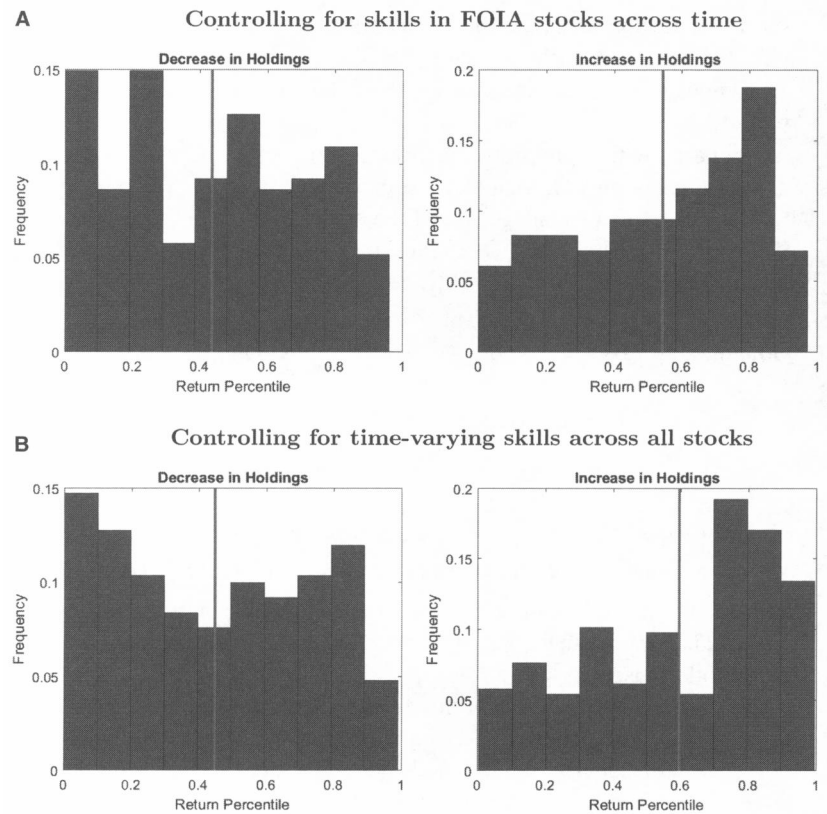 A Controlling for skills in FOIA stocks across time
Decrease in Holdings
Frequency
0.15
0.1
0.05
0
0 0.2 0.4 0.6 0.8 1
Return Percentile
Increase in Holdings
Frequency
0.2
0.15
0.1
0.05
0
0 0.2 0.4 0.6 0.8 1
Return Percentile
B Controlling for time-varying skills across all stocks
Decrease in Holdings
Frequency
0.15
0.1
0.05
0
0 0.2 0.4 0.6 0.8 1
Return Percentile
Increase in Holdings
Frequency
0.2
0.15
0.1
0.05
0
0 0.2 0.4 0.6 0.8 1
Return Percentile